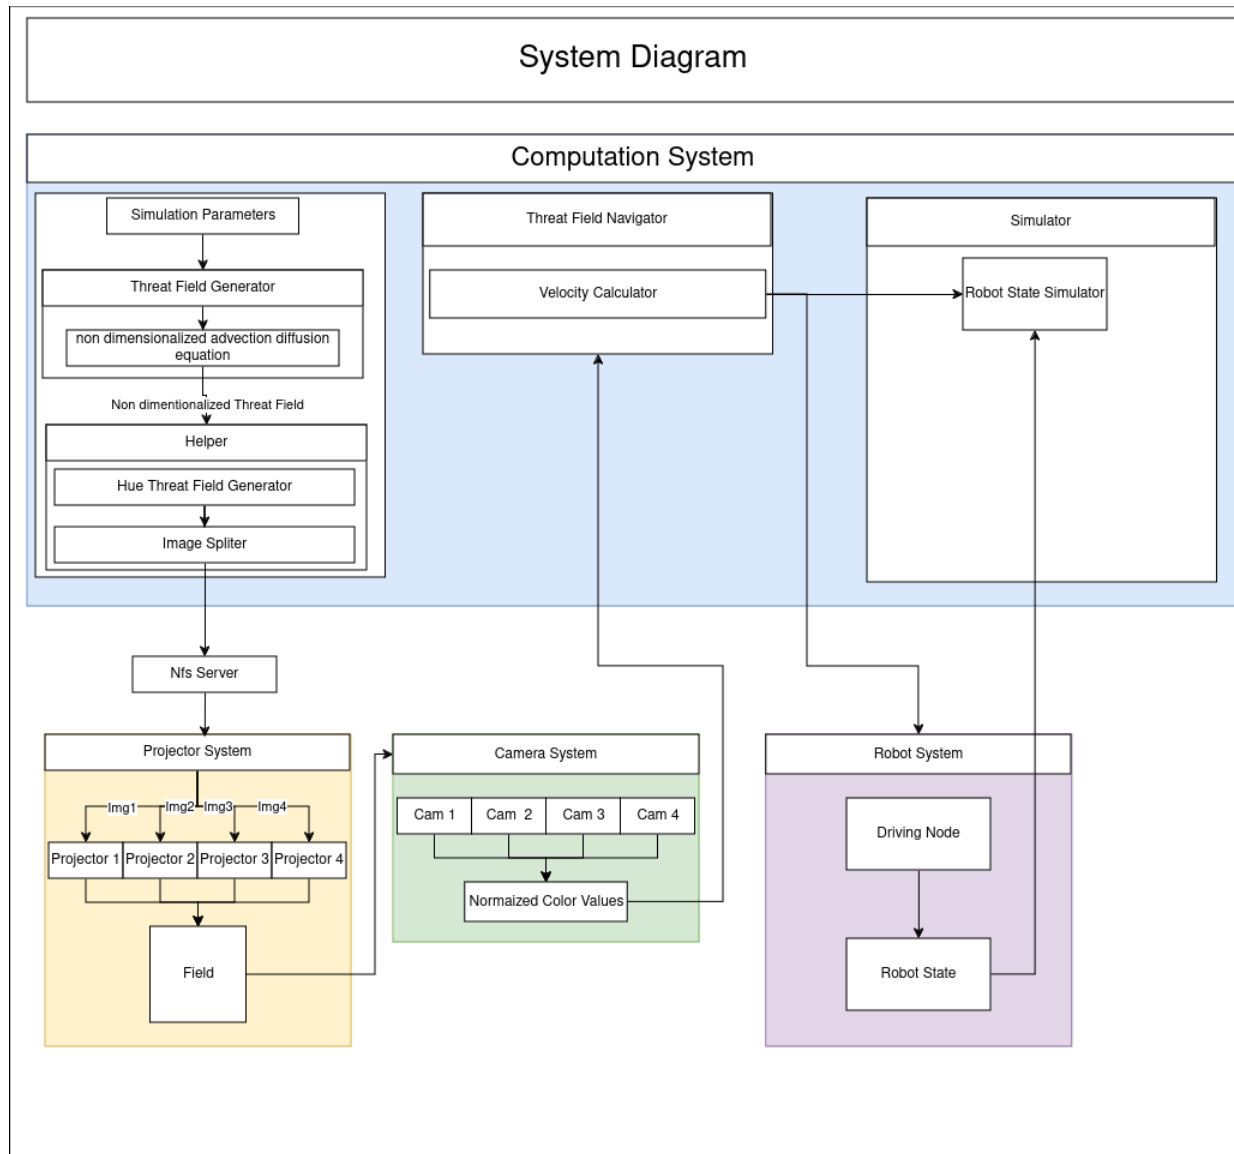 System Diagram
Computation System
Simulation Parameters
Threat Field Generator
non dimensionalized advection diffusion
equation
Non dimentionalized Threat Field
Helper
Hue Threat Field Generator
Image Spliter
Threat Field Navigator
Velocity Calculator
Simulator
Robot State Simulator
Nfs Server
Projector System
Img1 Img2 Img3 Img4
Projector 1 Projector 2 Projector 3 Projector 4
Field
Camera System
Cam 1 Cam 2 Cam 3 Cam 4
Normaized Color Values
Robot System
Driving Node
Robot State